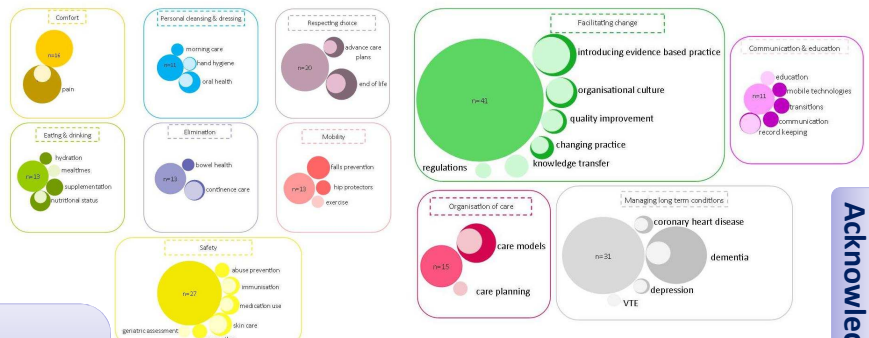 Comfort
n=16
pain
Personal cleansing & dressing
morning care
n=21
hand hygiene
oral health
Respecting choice
advance care
plans
n=20
end of life
Eating & drinking
hydration
mealtimes
n=13
supplementation
nutritional status
Elimination
bowel health
n=13
continence care
Mobility
falls prevention
n=13
hip protectors
exercise
Safety
abuse prevention
immunisation
n=27
medication use
skin care
geriatric assessment
Facilitating change
introducing evidence based practice
n=41
organisational culture
quality improvement
changing practice
knowledge transfer
regulations
Communication & education
education
mobile technologies
n=11
transitions
communication
record keeping
Organisation of care
care models
n=15
care planning
Managing long term conditions
coronary heart disease
n=31
dementia
depression
VTE
Acknowled